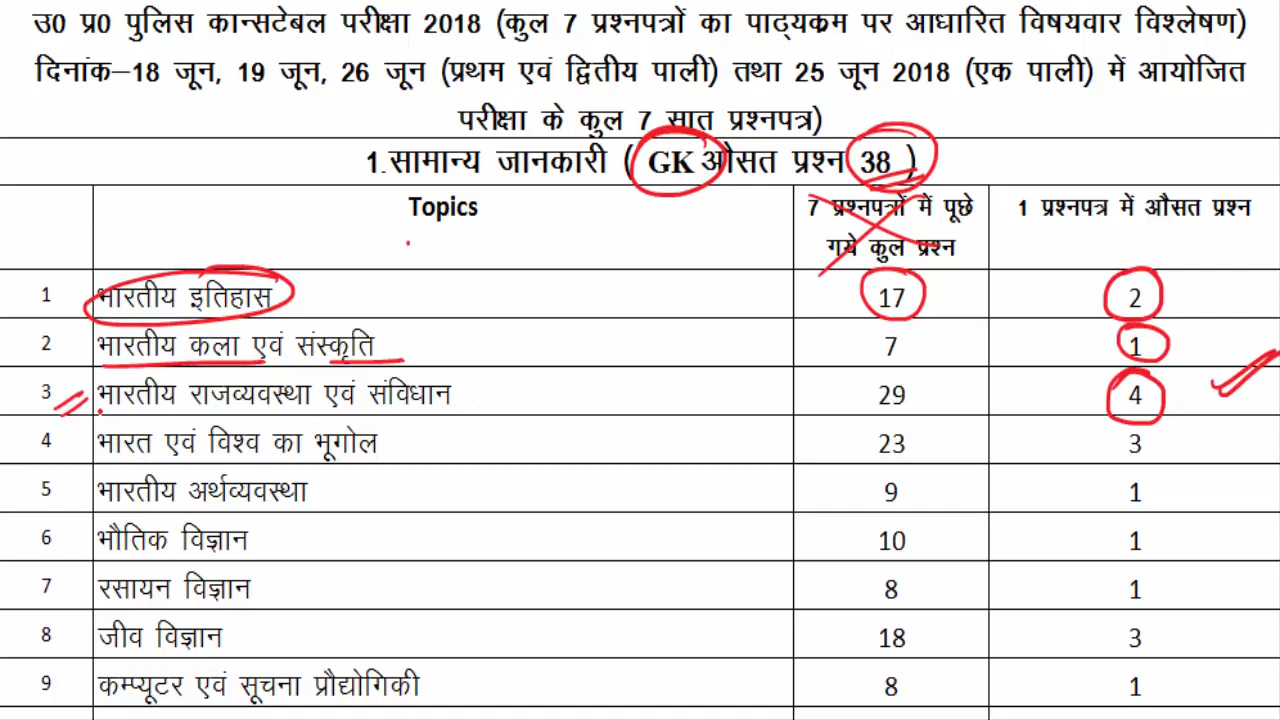 उ0 प्र0 पुलिस कान्सटेबल परीक्षा 2018 (कुल 7 प्रश्नपत्रों का पाठ्यकम पर आधारित विषयवार विश्लेषण)
दिनांक–18 जून, 19 जून, 26 जून (प्रथम एवं द्वितीय पाली) तथा 25 जून 2018 (एक पाली) में आयोजित
परीक्षा के कुल 7 सात प्रश्नपत्र)
1.सामान्य जानकारी ( GK औसत प्रश्न 38 )
Topics 7 प्रश्नपत्रों में पूछे गये कुल प्रश्न 1 प्रश्नपत्र में औसत प्रश्न
1 भारतीय इतिहास 17 2
2 भारतीय कला एवं संस्कृति 7 1
3 भारतीय राजव्यवस्था एवं संविधान 29 4
4 भारत एवं विश्व का भूगोल 23 3
5 भारतीय अर्थव्यवस्था 9 1
6 भौतिक विज्ञान 10 1
7 रसायन विज्ञान 8 1
8 जीव विज्ञान 18 3
9 कम्प्यूटर एवं सूचना प्रौद्योगिकी 8 1